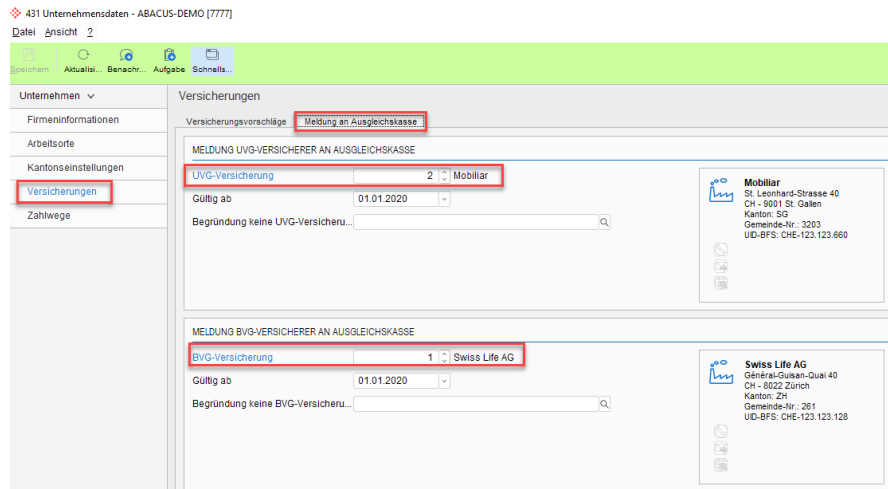 431 Unternehmensdaten - ABACUS-DEMO [7777]
Datei Ansicht ?
Speichern Aktualisi... Benachr... Aufgabe Schnells...
Unternehmen
Firmeninformationen
Arbeitsorte
Kantonseinstellungen
Versicherungen
Zahlwege
Versicherungen
Versicherungsvorschläge Meldung an Ausgleichskasse
MELDUNG UVG-VERSICHERER AN AUSGLEICHSKASSE
UVG-Versicherung 2 Mobiliar
Gültig ab 01.01.2020
Begründung keine UVG-Versicheru...
Mobiliar
St. Leonhard-Strasse 40
CH - 9001 St. Gallen
Kanton: SG
Gemeinde-Nr.: 3203
UID-BFS: CHE-123.123.660
MELDUNG BVG-VERSICHERER AN AUSGLEICHSKASSE
BVG-Versicherung 1 Swiss Life AG
Gültig ab 01.01.2020
Begründung keine BVG-Versicheru...
Swiss Life AG
Général-Guisan-Quai 40
CH - 8022 Zürich
Kanton: ZH
Gemeinde-Nr.: 261
UID-BFS: CHE-123.123.128